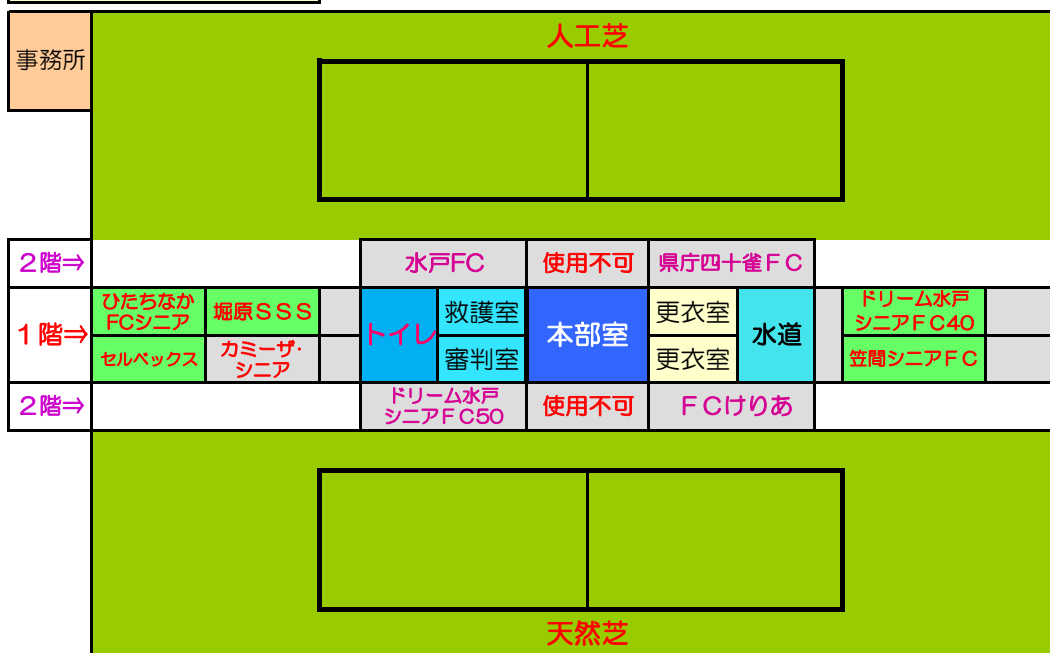 人工芝
事務所
２階⇒
水戸FC
使用不可
県庁四十雀ＦＣ
１階⇒
ひたちなか
FCシニア
堀原ＳＳＳ
トイレ
救護室
本部室
更衣室
水道
ドリーム水戸
シニアＦＣ40
セルベックス
カミーザ・
シニア
審判室
更衣室
笠間シニアＦＣ
２階⇒
ドリーム水戸
シニアＦＣ50
使用不可
ＦＣけりあ
天然芝